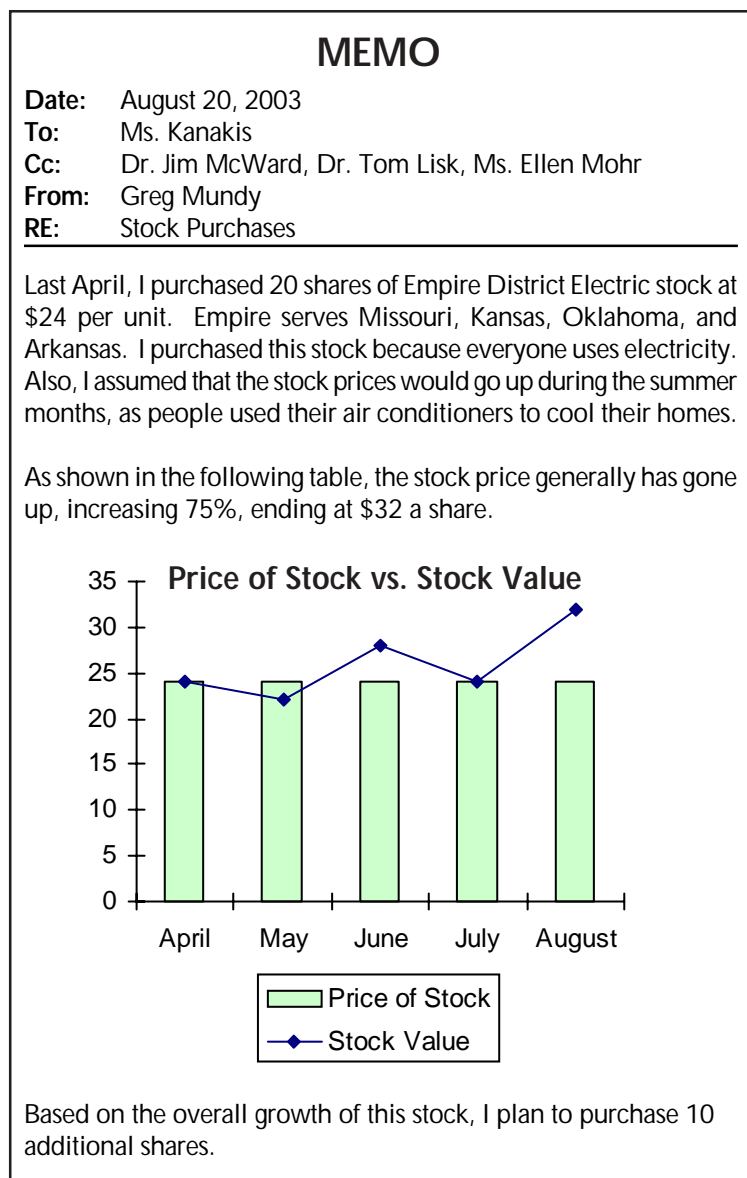 MEMO
Date: August 20, 2003
To: Ms. Kanakis
Cc: Dr. Jim McWard, Dr. Tom Lisk, Ms. Ellen Mohr
From: Greg Mundy
RE: Stock Purchases
Last April, I purchased 20 shares of Empire District Electric stock at
$24 per unit. Empire serves Missouri, Kansas, Oklahoma, and
Arkansas. I purchased this stock because everyone uses electricity.
Also, I assumed that the stock prices would go up during the summer
months, as people used their air conditioners to cool their homes.
As shown in the following table, the stock price generally has gone
up, increasing 75%, ending at $32 a share.
Price of Stock vs. Stock Value
35
30
25
20
15
10
5
0
April May June July August
Price of Stock
Stock Value
Based on the overall growth of this stock, I plan to purchase 10
additional shares.